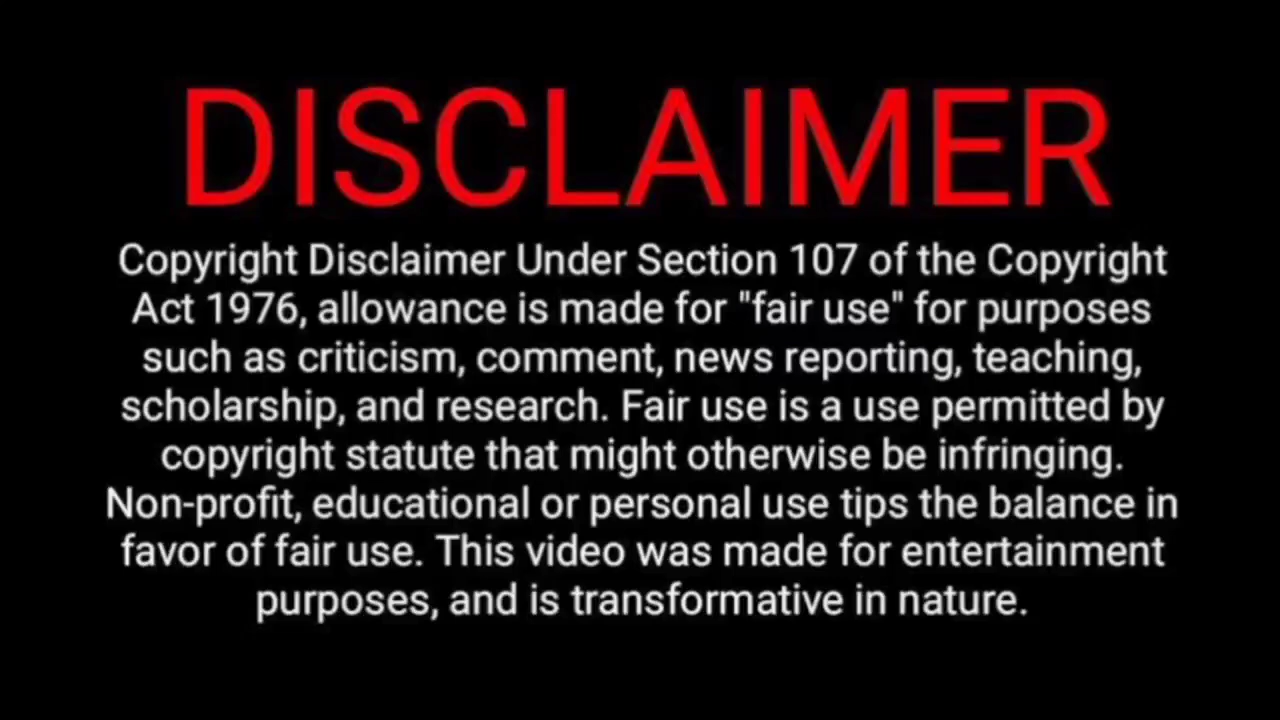 DISCLAIMER
Copyright Disclaimer Under Section 107 of the Copyright
Act 1976, allowance is made for "fair use" for purposes
such as criticism, comment, news reporting, teaching,
scholarship, and research. Fair use is a use permitted by
copyright statute that might otherwise be infringing.
Non-profit, educational or personal use tips the balance in
favor of fair use. This video was made for entertainment
purposes, and is transformative in nature.